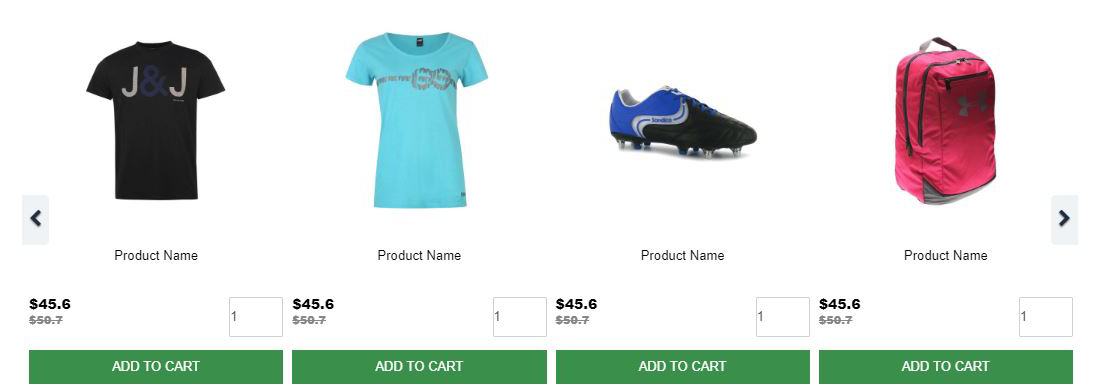 J&J
Sondico
Product Name
Product Name
Product Name
Product Name
$45.6
$50.7
1
$45.6
$50.7
1
$45.6
$50.7
1
$45.6
$50.7
1
ADD TO CART
ADD TO CART
ADD TO CART
ADD TO CART